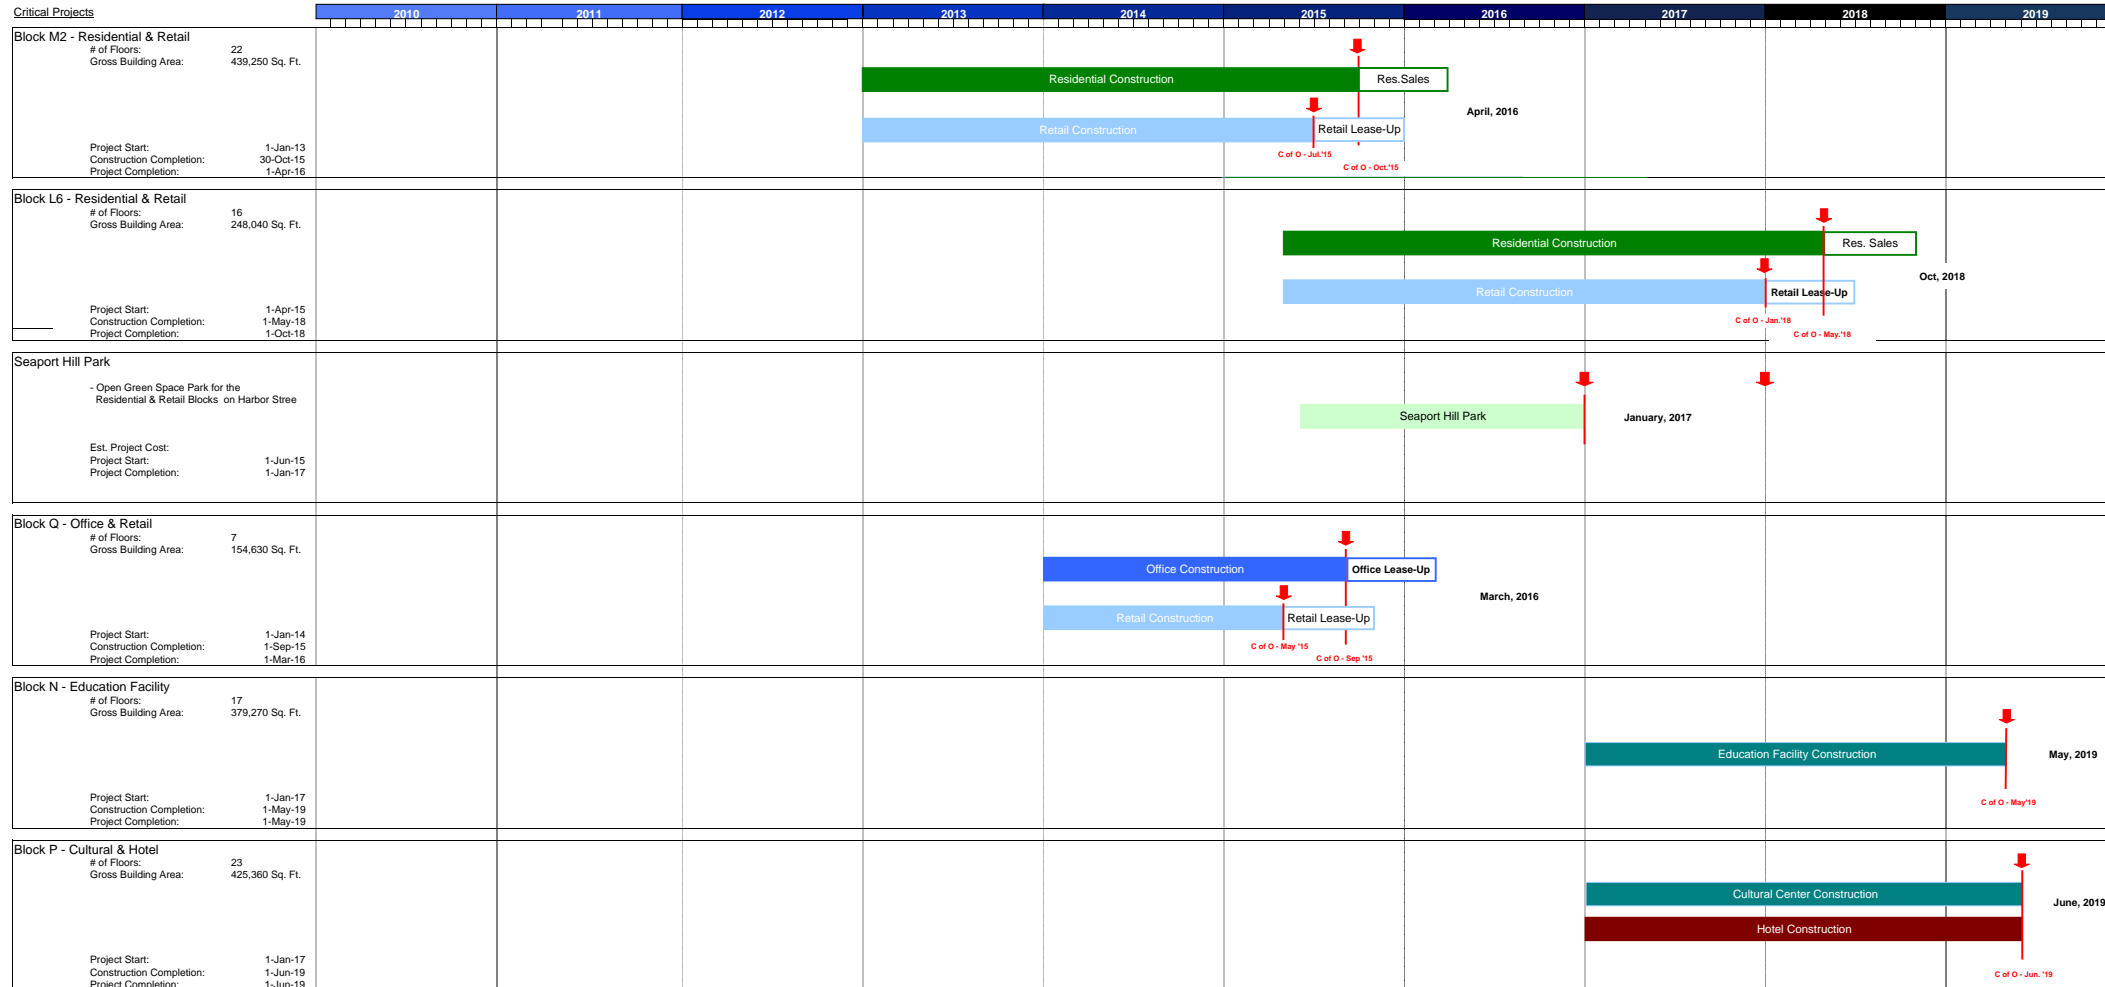 Critical Projects
2010 2011 2012 2013 2014 2015 2016 2017 2018 2019
Block M2 - Residential & Retail
# of Floors: 22
Gross Building Area: 439,250 Sq. Ft.
Residential Construction Res.Sales
April, 2016
Retail Construction Retail Lease-Up
Project Start: 1-Jan-13
C of O - Jul.'15
Construction Completion: 30-Oct-15
C of O - Oct.'15
Project Completion: 1-Apr-16
Block L6 - Residential & Retail
# of Floors: 16
Gross Building Area: 248,040 Sq. Ft.
Residential Construction Res. Sales
Oct, 2018
Retail Construction Retail Lease-Up
Project Start: 1-Apr-15
Construction Completion: 1-May-18
C of O - Jan.'18
Project Completion: 1-Oct-18
C of O - May.'18
Seaport Hill Park
- Open Green Space Park for the
Residential & Retail Blocks on Harbor Stree
Seaport Hill Park January, 2017
Est. Project Cost:
Project Start: 1-Jun-15
Project Completion: 1-Jan-17
Block Q - Office & Retail
# of Floors: 7
Gross Building Area: 154,630 Sq. Ft.
Office Construction Office Lease-Up
March, 2016
Retail Construction Retail Lease-Up
Project Start: 1-Jan-14
Construction Completion: 1-Sep-15
C of O - May '15
Project Completion: 1-Mar-16
C of O - Sep '15
Block N - Education Facility
# of Floors: 17
Gross Building Area: 379,270 Sq. Ft.
Education Facility Construction May, 2019
Project Start: 1-Jan-17
C of O - May'19
Construction Completion: 1-May-19
Project Completion: 1-May-19
Block P - Cultural & Hotel
# of Floors: 23
Gross Building Area: 425,360 Sq. Ft.
Cultural Center Construction
June, 2019
Hotel Construction
Project Start: 1-Jan-17
Construction Completion: 1-Jun-19
C of O - Jun. '19
Project Completion: 1-Jun-19